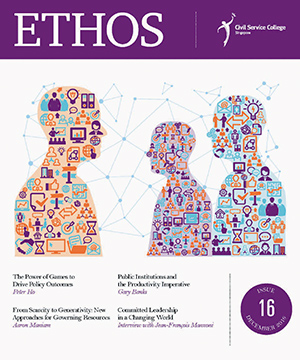 ETHOS
Civil Service College
Singapore
The Power of Games to
Drive Policy Outcomes
Peter Ho
Public Institutions and
the Productivity Imperative
Gary Banks
From Scarcity to Generativity: New
Approaches for Governing Resources
Aaron Maniam
Committed Leadership
in a Changing World
Interview with Jean-François Manzoni
ISSUE
16
DECEMBER 2016